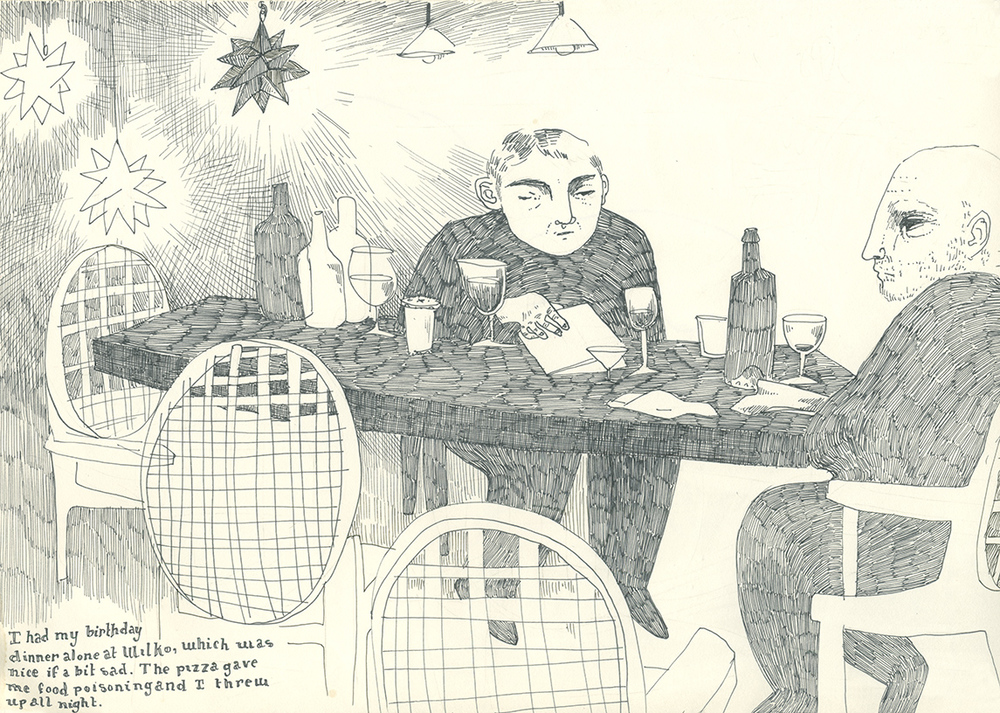 I had my birthday
dinner alone at Wilko, which was
nice if a bit sad. The pizza gave
me food poisoning and I threw
up all night.